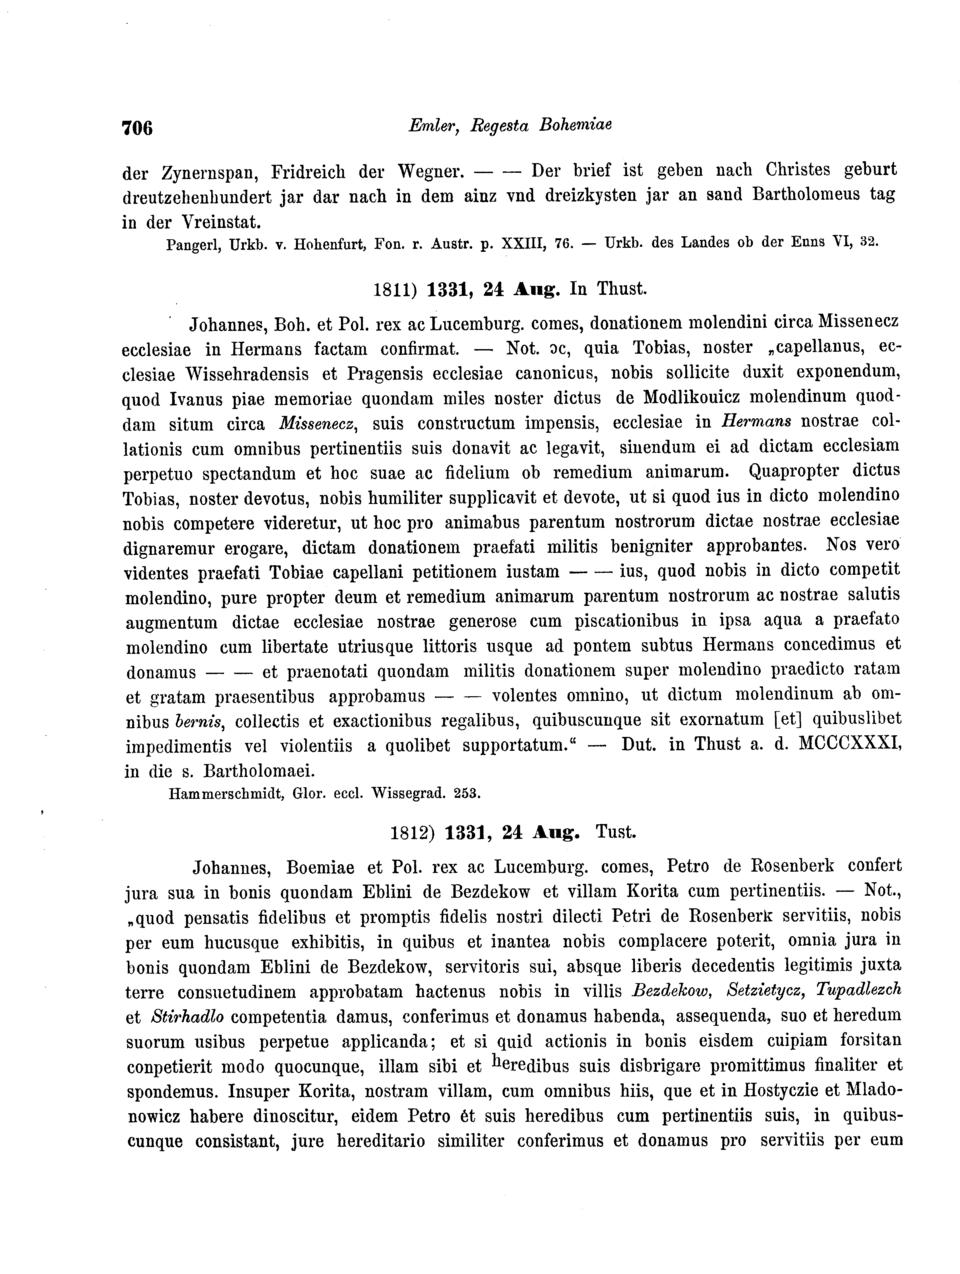 706 Emler, Regesta Bohemiae
der Zynernspan, Fridreich der Wegner. — — Der brief ist geben nach Christes geburt
dreutzehenhundert jar dar nach in dem ainz vnd dreizkysten jar an sand Bartholomeus tag
in der Vreinstat.
Pangerl, Urkb. v. Hohenfurt, Fon. r. Austr. p. XXIII, 76. — Urkb. des Landes ob der Enns VI, 32.
1811) 1331, 24 Aug. In Thust.
Johannes, Boh. et Pol. rex ac Lucemburg. comes, donationem molendini circa Missenecz
ecclesiae in Hermans factam confirmat. — Not. ɔc, quia Tobias, noster „capellanus, ec-
clesiae Wissehradensis et Pragensis ecclesiae canonicus, nobis sollicite duxit exponendum,
quod Ivanus piae memoriae quondam miles noster dictus de Modlikouicz molendinum quod-
dam situm circa Missenecz, suis constructum impensis, ecclesiae in Hermans nostrae col-
lationis cum omnibus pertinentiis suis donavit ac legavit, sinendum ei ad dictam ecclesiam
perpetuo spectandum et hoc suae ac fidelium ob remedium animarum. Quapropter dictus
Tobias, noster devotus, nobis humiliter supplicavit et devote, ut si quod ius in dicto molendino
nobis competere videretur, ut hoc pro animabus parentum nostrorum dictae nostrae ecclesiae
dignaremur erogare, dictam donationem praefati militis benigniter approbantes. Nos vero
videntes praefati Tobiae capellani petitionem iustam — — ius, quod nobis in dicto competit
molendino, pure propter deum et remedium animarum parentum nostrorum ac nostrae salutis
augmentum dictae ecclesiae nostrae generose cum piscationibus in ipsa aqua a praefato
molendino cum libertate utriusque littoris usque ad pontem subtus Hermans concedimus et
donamus — — et praenotati quondam militis donationem super molendino praedicto ratam
et gratam praesentibus approbamus — — volentes omnino, ut dictum molendinum ab om-
nibus bernis, collectis et exactionibus regalibus, quibuscunque sit exornatum [et] quibuslibet
impedimentis vel violentiis a quolibet supportatum.“ — Dut. in Thust a. d. MCCCXXXI,
in die s. Bartholomaei.
Hammerschmidt, Glor. eccl. Wissegrad. 253.
1812) 1331, 24 Aug. Tust.
Johannes, Boemiae et Pol. rex ac Lucemburg. comes, Petro de Rosenberk confert
jura sua in bonis quondam Eblini de Bezdekow et villam Korita cum pertinentiis. — Not.,
„quod pensatis fidelibus et promptis fidelis nostri dilecti Petri de Rosenberk servitiis, nobis
per eum hucusque exhibitis, in quibus et inantea nobis complacere poterit, omnia jura in
bonis quondam Eblini de Bezdekow, servitoris sui, absque liberis decedentis legitimis juxta
terre consuetudinem approbatam hactenus nobis in villis Bezdekow, Setzietycz, Tupadlezch
et Stirhadlo competentia damus, conferimus et donamus habenda, assequenda, suo et heredum
suorum usibus perpetue applicanda; et si quid actionis in bonis eisdem cuipiam forsitan
conpetierit modo quocunque, illam sibi et heredibus suis disbrigare promittimus finaliter et
spondemus. Insuper Korita, nostram villam, cum omnibus hiis, que et in Hostyczie et Mlado-
nowicz habere dinoscitur, eidem Petro ét suis heredibus cum pertinentiis suis, in quibus-
cunque consistant, jure hereditario similiter conferimus et donamus pro servitiis per eum